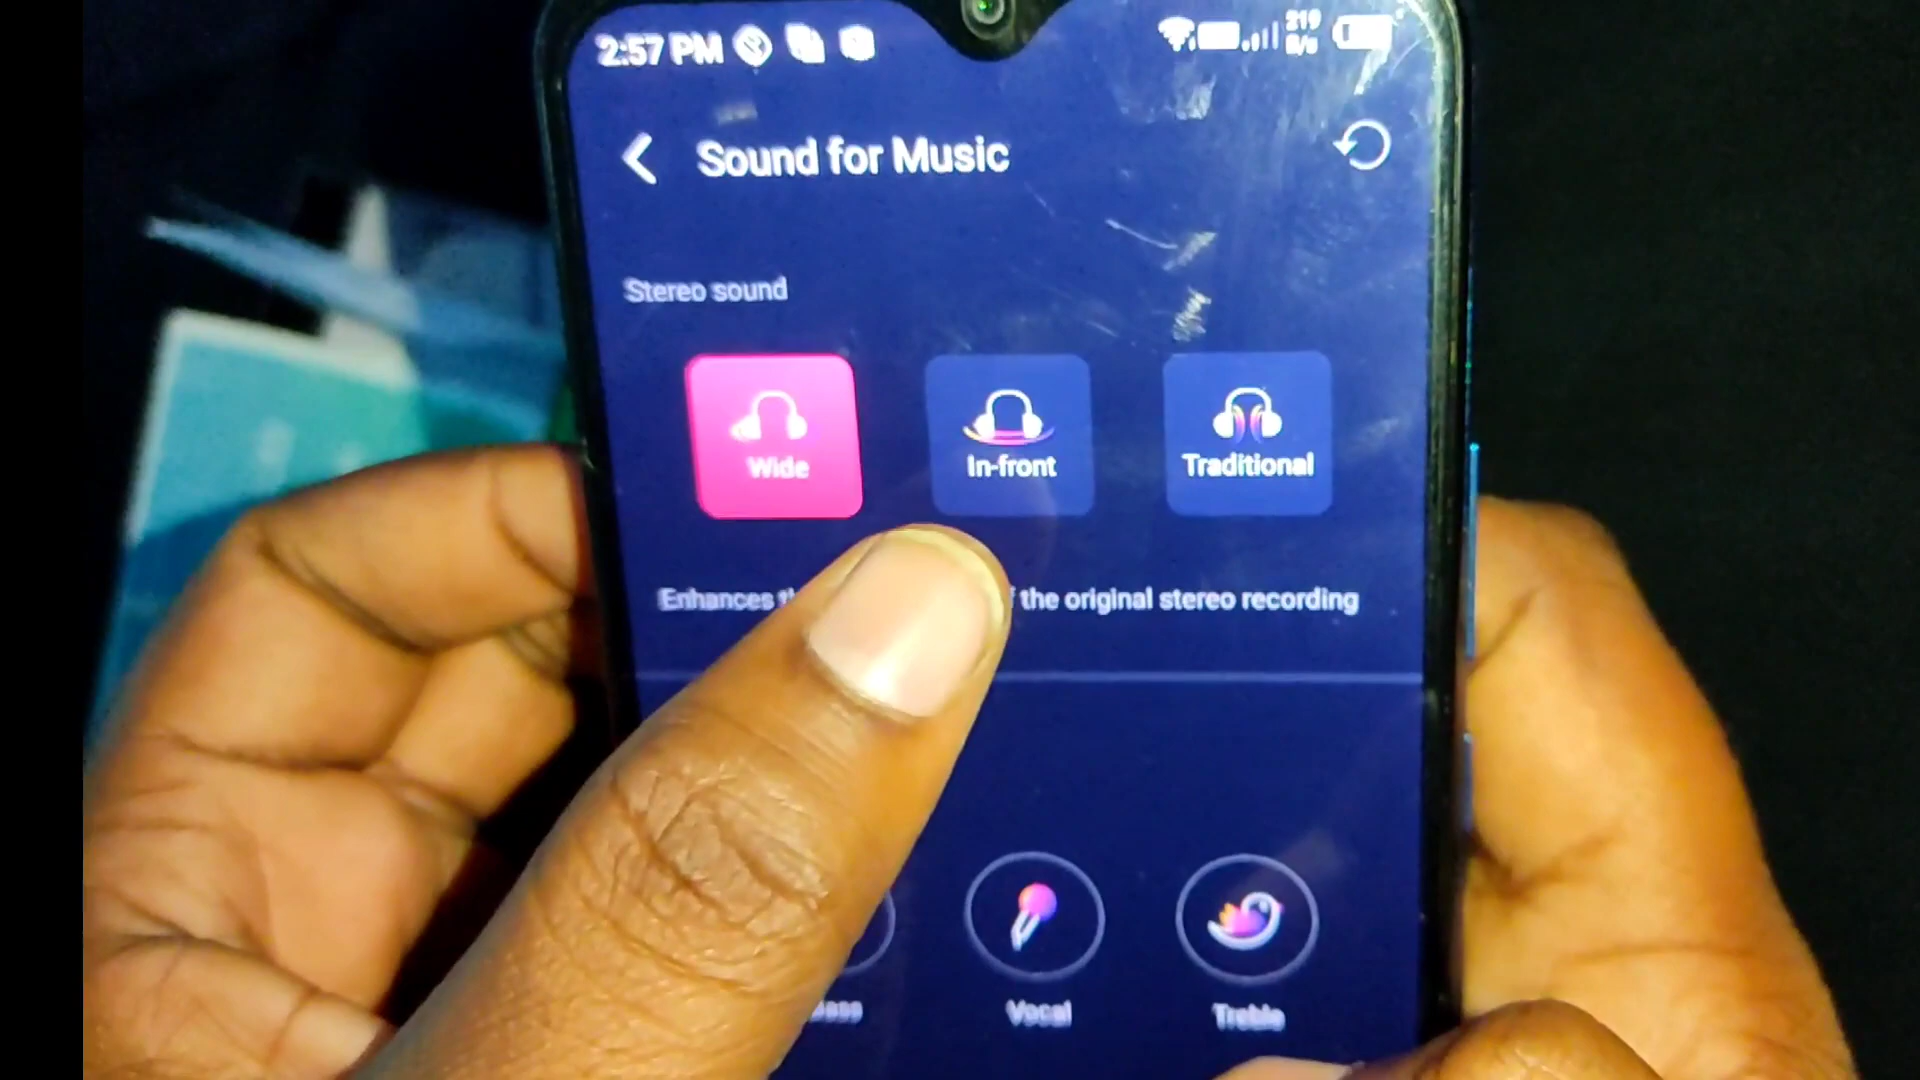 2:57 PM
Sound for Music
Stereo sound
Wide In-front Traditional
Enhances the original stereo recording
Vocal Treble